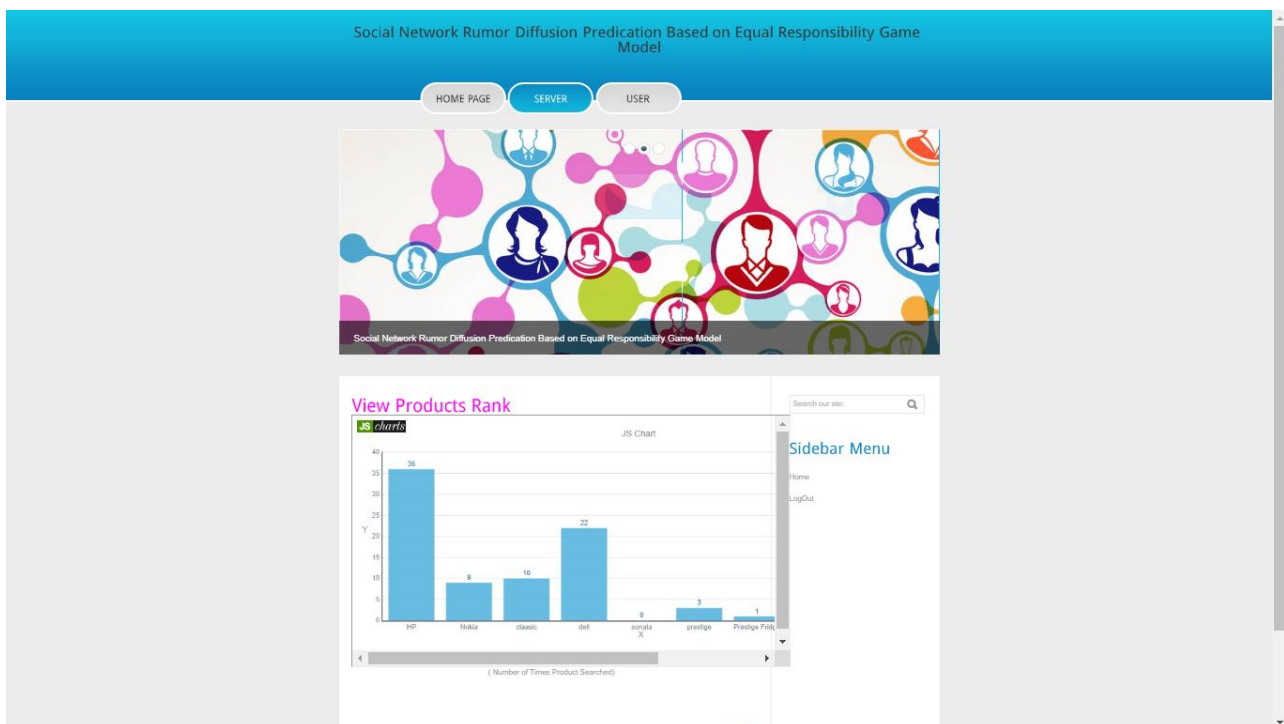 Social Network Rumor Diffusion Predication Based on Equal Responsibility Game
Model
HOME PAGE
SERVER
USER
Social Network Rumor Diffusion Predication Based on Equal Responsibility Game Model
View Products Rank
JS charts
JS Chart
40
35
30
25
20
15
10
5
0
Y
36
9
10
22
0
3
1
HP
Nokia
classic
dell
sonata
prestige
Prestige Frid
X
( Number of Times Product Searched)
Search our site:
Sidebar Menu
Home
LogOut